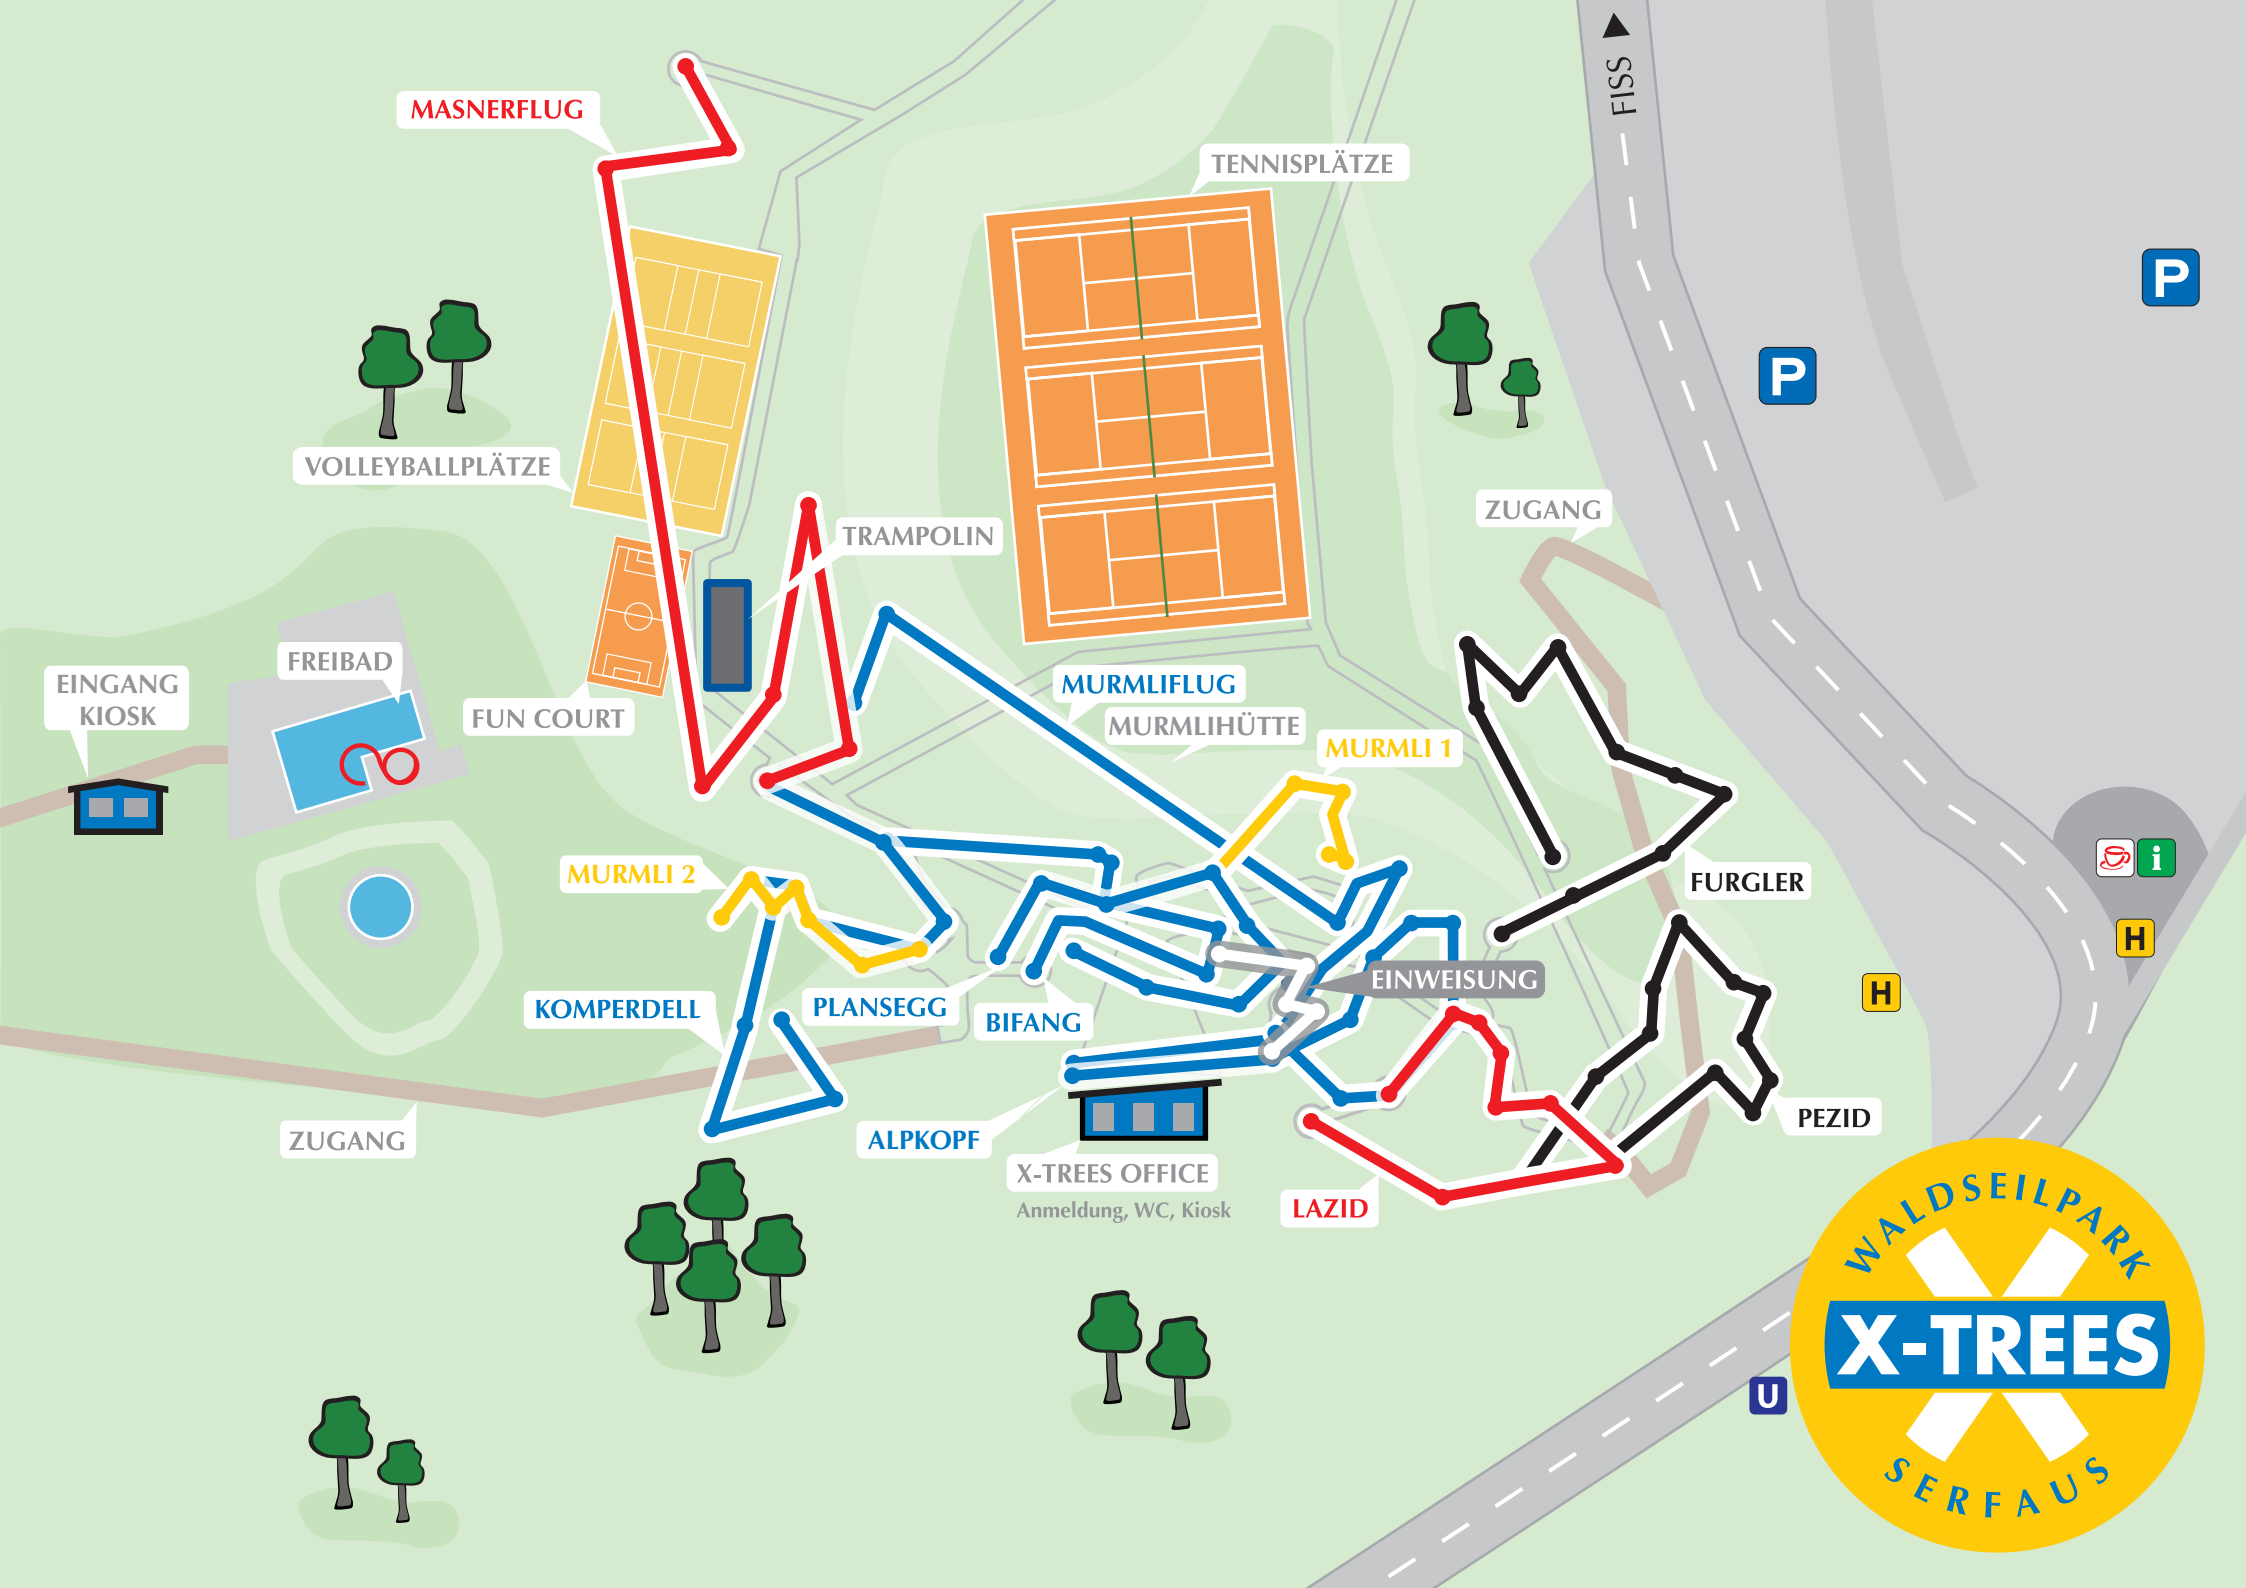 FISS
MASNERFLUG
TENNISPLÄTZE
P
P
VOLLEYBALLPLÄTZE
ZUGANG
TRAMPOLIN
FREIBAD
EINGANG
KIOSK
MURMLIFLUG
FUN COURT
MURMLIHÜTTE
MURMLI 1
MURMLI 2
FURGLER
i
H
EINWEISUNG
H
KOMPERDELL
PLANSEGG
BIFANG
PEZID
ZUGANG
ALPKOPF
X-TREES OFFICE
Anmeldung, WC, Kiosk
LAZID
WALDSEILPARK
X-TREES
SERFAUS
U